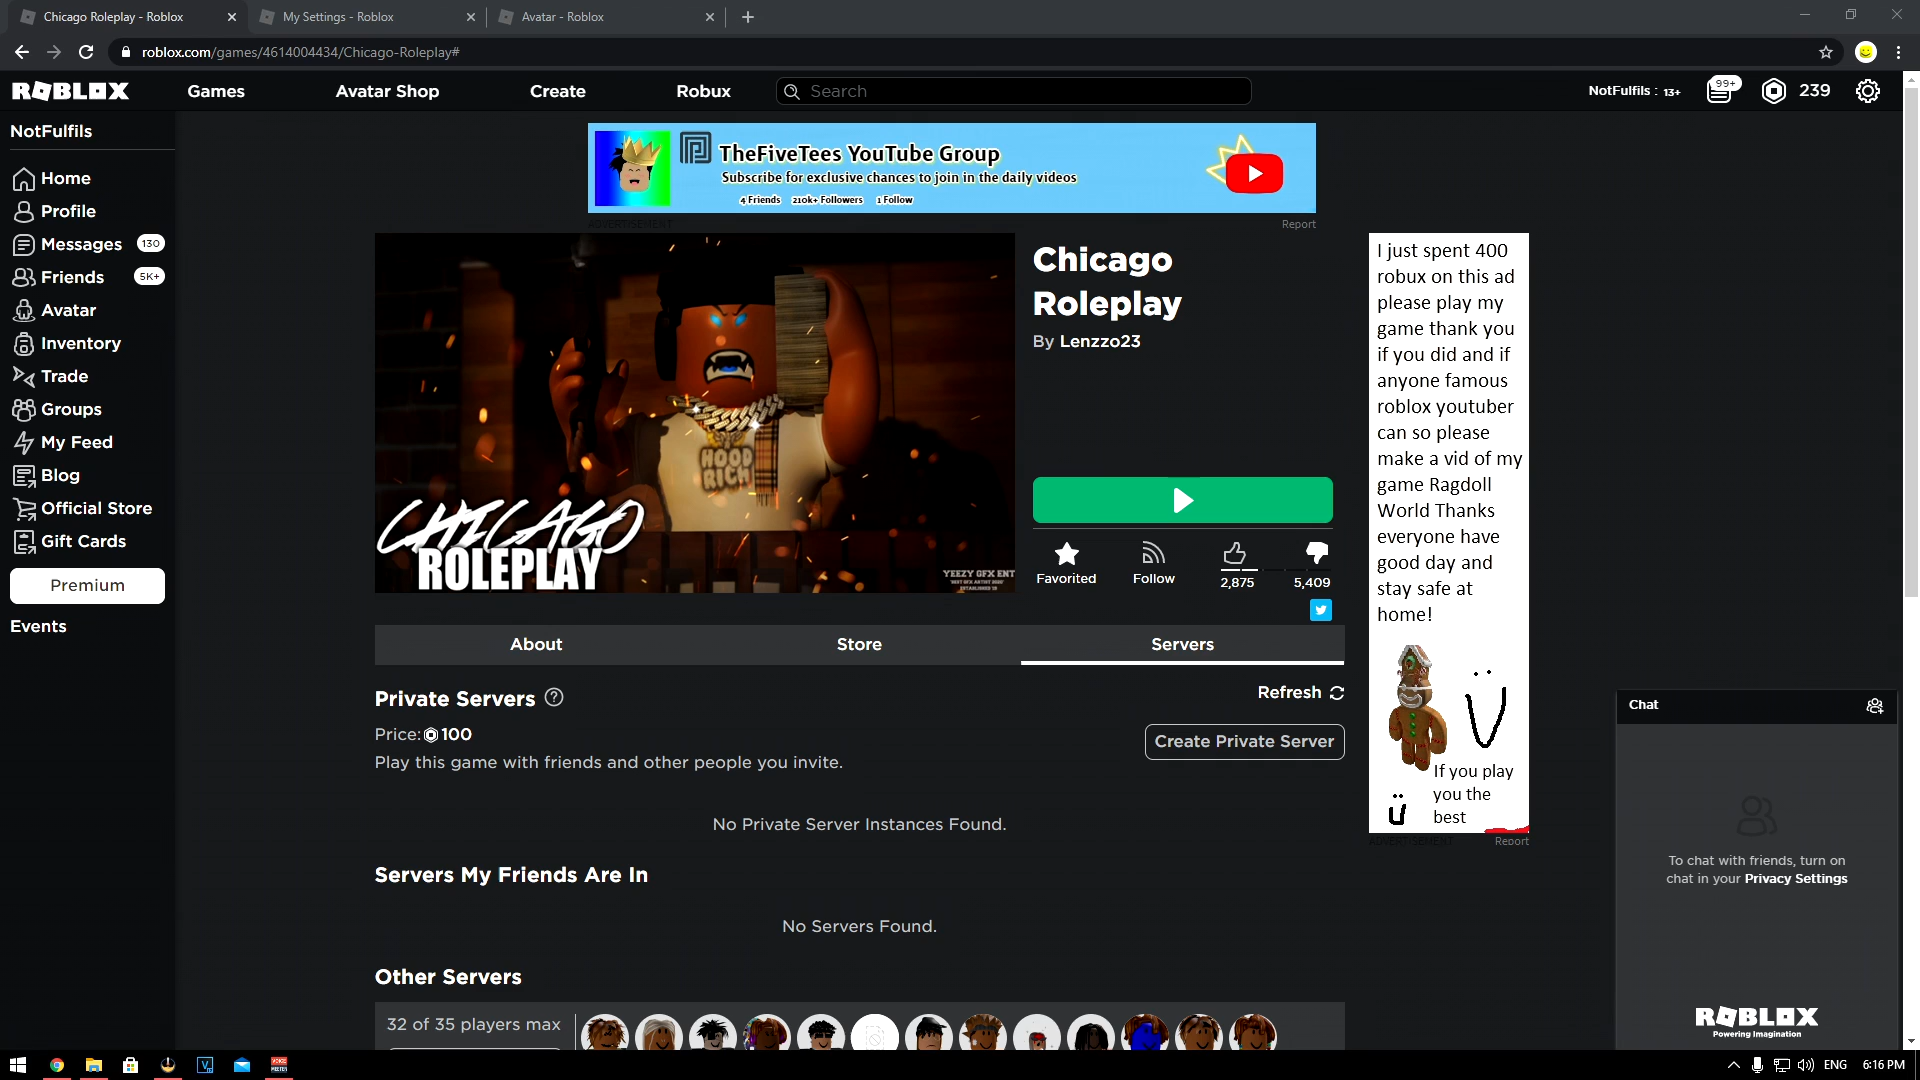 Chicago Roleplay - Roblox
My Settings - Roblox
Avatar - Roblox
roblox.com/games/4614004434/Chicago-Roleplay#
ROBLOX
Games
Avatar Shop
Create
Robux
Search
NotFulfils : 13+
99+
239
NotFulfils
Home
Profile
Messages 130
Friends 5K+
Avatar
Inventory
Trade
Groups
My Feed
Blog
Official Store
Gift Cards
Premium
Events
TheFiveTees YouTube Group
Subscribe for exclusive chances to join in the daily videos
4 Friends 210k+ Followers 1 Follow
ADVERTISEMENT
Report
HOOD
RICH
CHICAGO
ROLEPLAY
YEEZY GFX ENT
Chicago
Roleplay
By Lenzzo23
Favorited
Follow
2,875
5,409
About
Store
Servers
Private Servers
Refresh
Price: 100
Create Private Server
Play this game with friends and other people you invite.
No Private Server Instances Found.
Servers My Friends Are In
No Servers Found.
Other Servers
32 of 35 players max
I just spent 400
robux on this ad
please play my
game thank you
if you did and if
anyone famous
roblox youtuber
can so please
make a vid of my
game Ragdoll
World Thanks
everyone have
good day and
stay safe at
home!
If you play
you the
best
ADVERTISEMENT
Report
Chat
To chat with friends, turn on
chat in your Privacy Settings
ROBLOX
Powering Imagination
ENG
6:16 PM